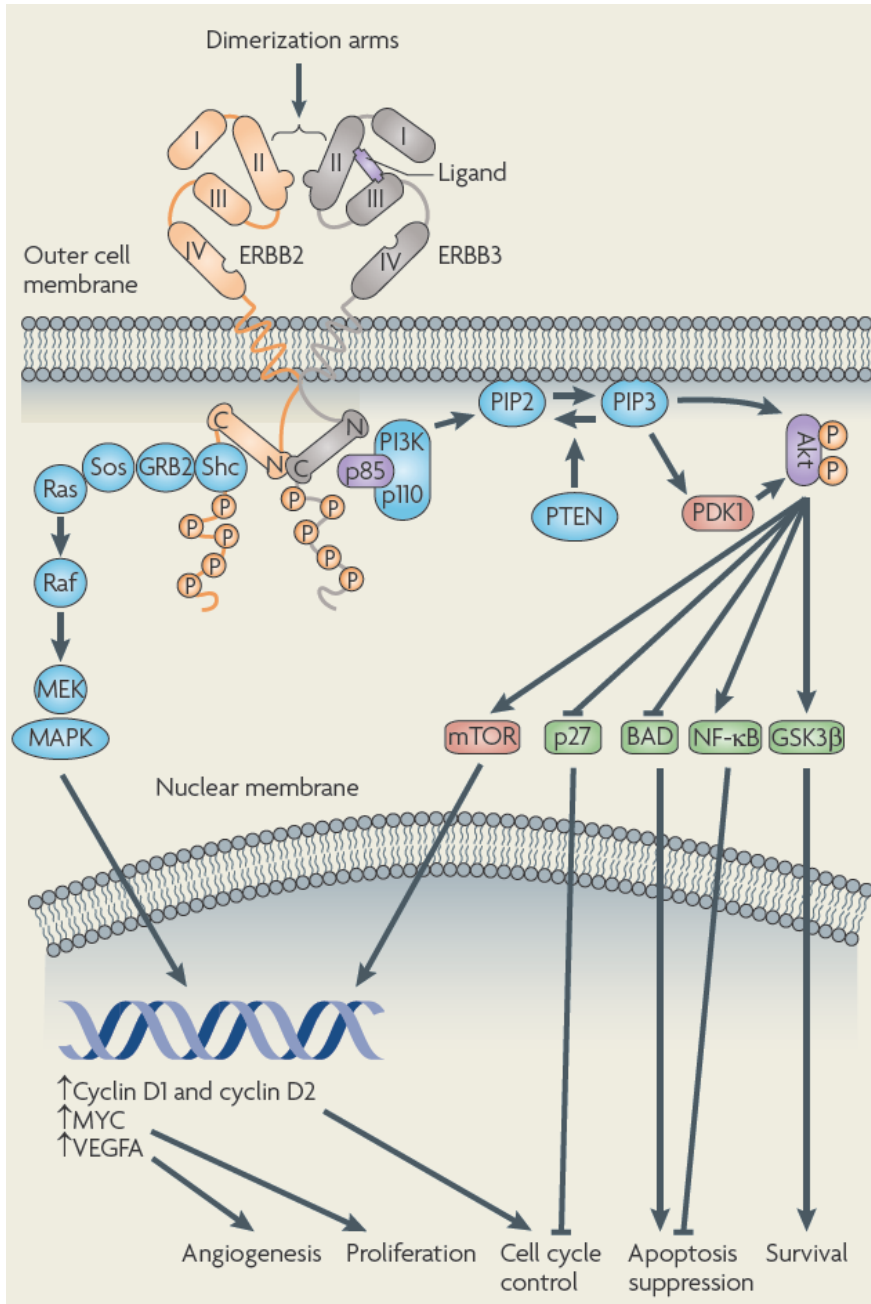 Dimerization arms
I
II
III
IV
ERBB2
I
II
III
IV
Ligand
ERBB3
Outer cell
membrane
C
N
N
C
Shc
GRB2
Sos
Ras
Raf
MEK
MAPK
P
P
P
P
P
P
P
P
P
P
PI3K
p85
p110
PIP2
PIP3
PTEN
PDK1
Akt
P
P
mTOR
p27
BAD
NF-κB
GSK3β
Nuclear membrane
↑Cyclin D1 and cyclin D2
↑MYC
↑VEGFA
Angiogenesis
Proliferation
Cell cycle
control
Apoptosis
suppression
Survival